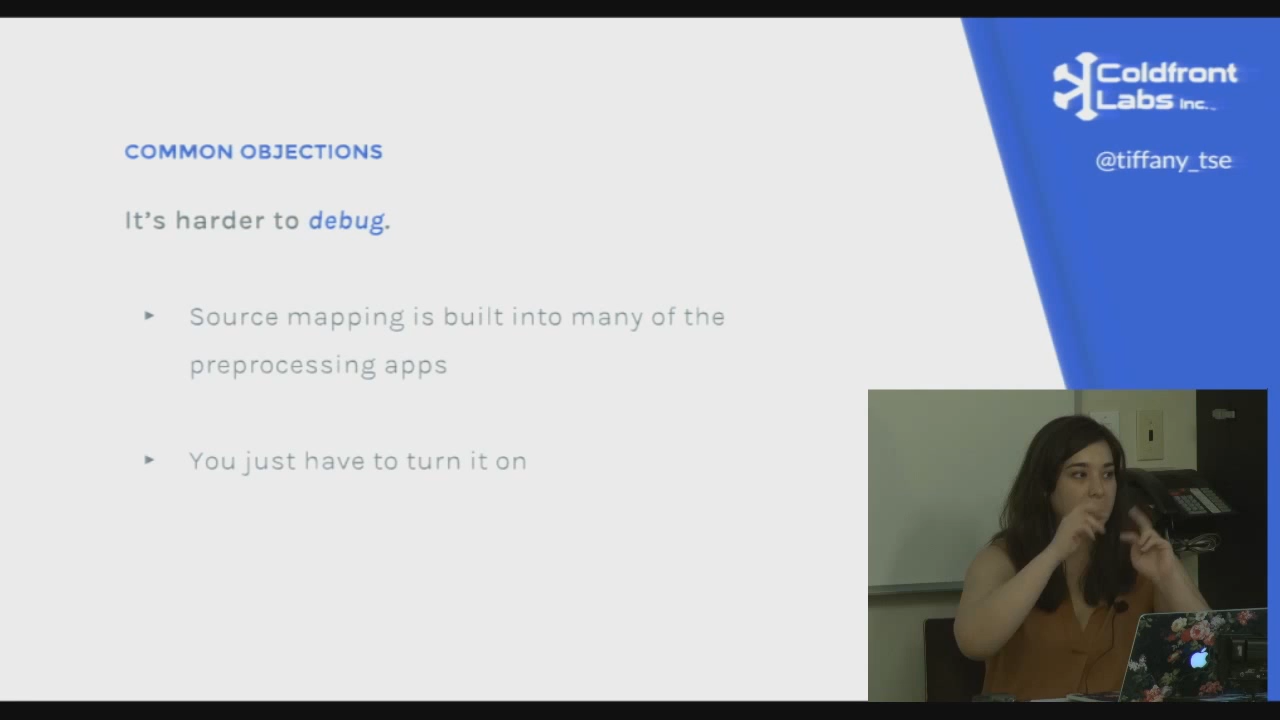 Coldfront
Labs Inc.
@tiffany_tse
COMMON OBJECTIONS
It's harder to debug.
▸ Source mapping is built into many of the
preprocessing apps
▸ You just have to turn it on